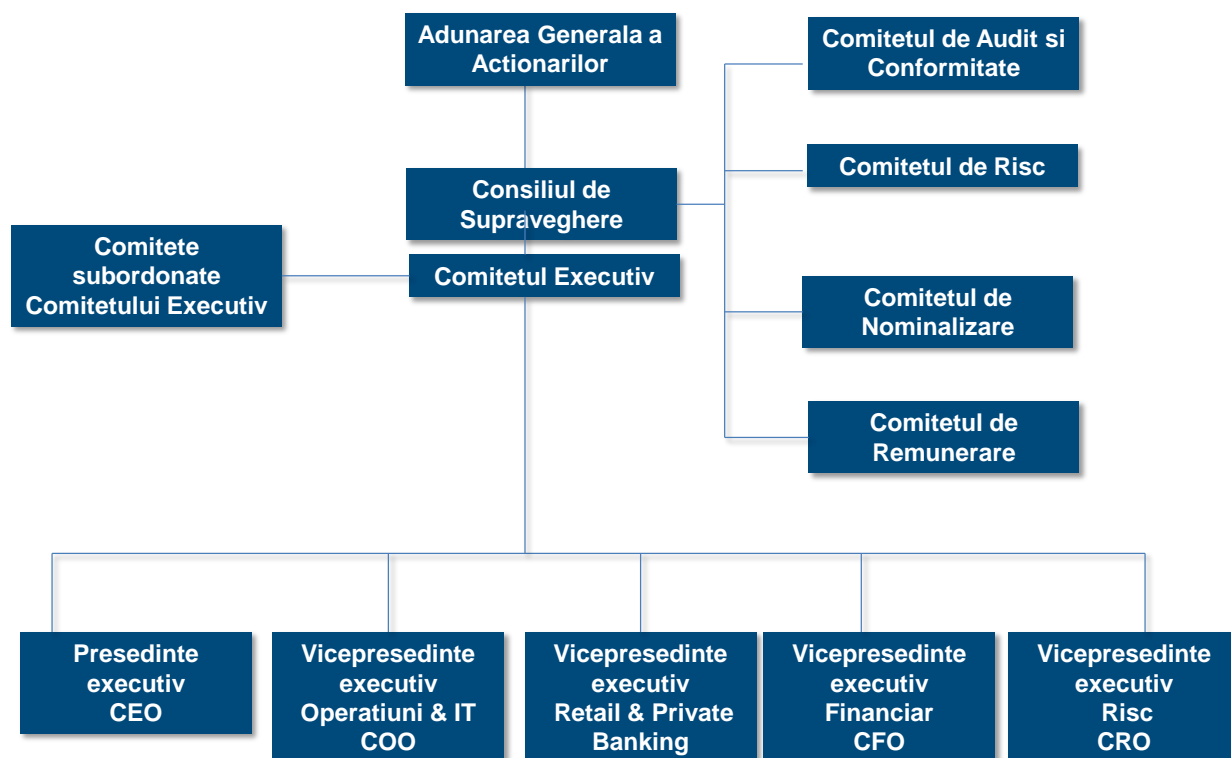 Adunarea Generala a
Actionarilor
Comitetul de Audit si
Conformitate
Comitetul de Risc
Consiliul de
Supraveghere
Comitete
subordonate
Comitetului Executiv
Comitetul Executiv
Comitetul de
Nominalizare
Comitetul de
Remunerare
Presedinte
executiv
CEO
Vicepresedinte
executiv
Operatiuni & IT
COO
Vicepresedinte
executiv
Retail & Private
Banking
Vicepresedinte
executiv
Financiar
CFO
Vicepresedinte
executiv
Risc
CRO